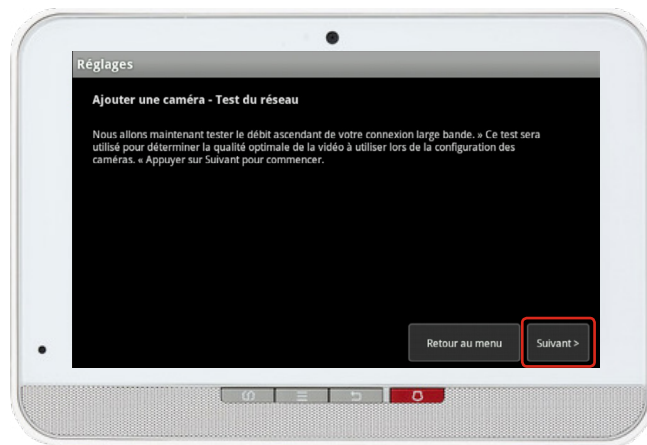 Réglages
Ajouter une caméra - Test du réseau
Nous allons maintenant tester le débit ascendant de votre connexion large bande. » Ce test sera
utilisé pour déterminer la qualité optimale de la vidéo à utiliser lors de la configuration des
caméras. « Appuyer sur Suivant pour commencer.
Retour au menu
Suivant >